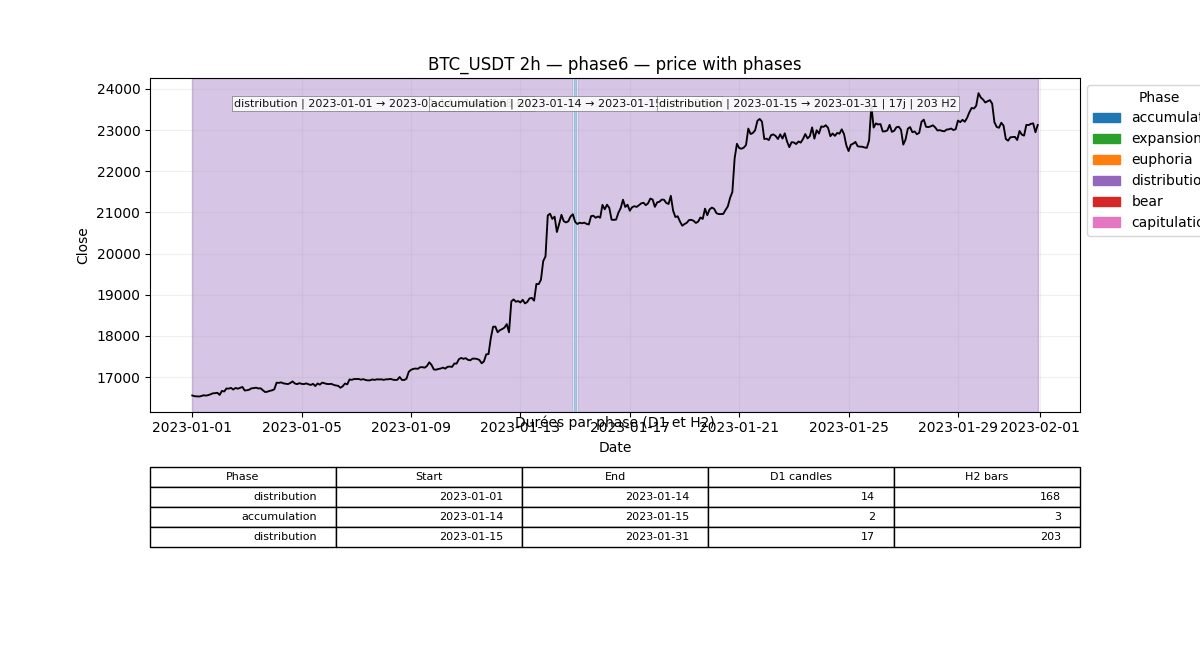 BTC_USDT 2h — phase6 — price with phases
24000
23000
22000
21000
20000
19000
18000
17000
Close
distribution | 2023-01-01 → 2023-0
accumulation | 2023-01-14 → 2023-01-1
distribution | 2023-01-15 → 2023-01-31 | 17j | 203 H2
Phase
accumulat
expansion
euphoria
distributio
bear
capitulatio
2023-01-01 2023-01-05 2023-01-09 2023-01-13 2023-01-17 2023-01-21 2023-01-25 2023-01-29 2023-02-01
Durées par phase (D1 et H2)
Date
Phase Start End D1 candles H2 bars
distribution 2023-01-01 2023-01-14 14 168
accumulation 2023-01-14 2023-01-15 2 3
distribution 2023-01-15 2023-01-31 17 203